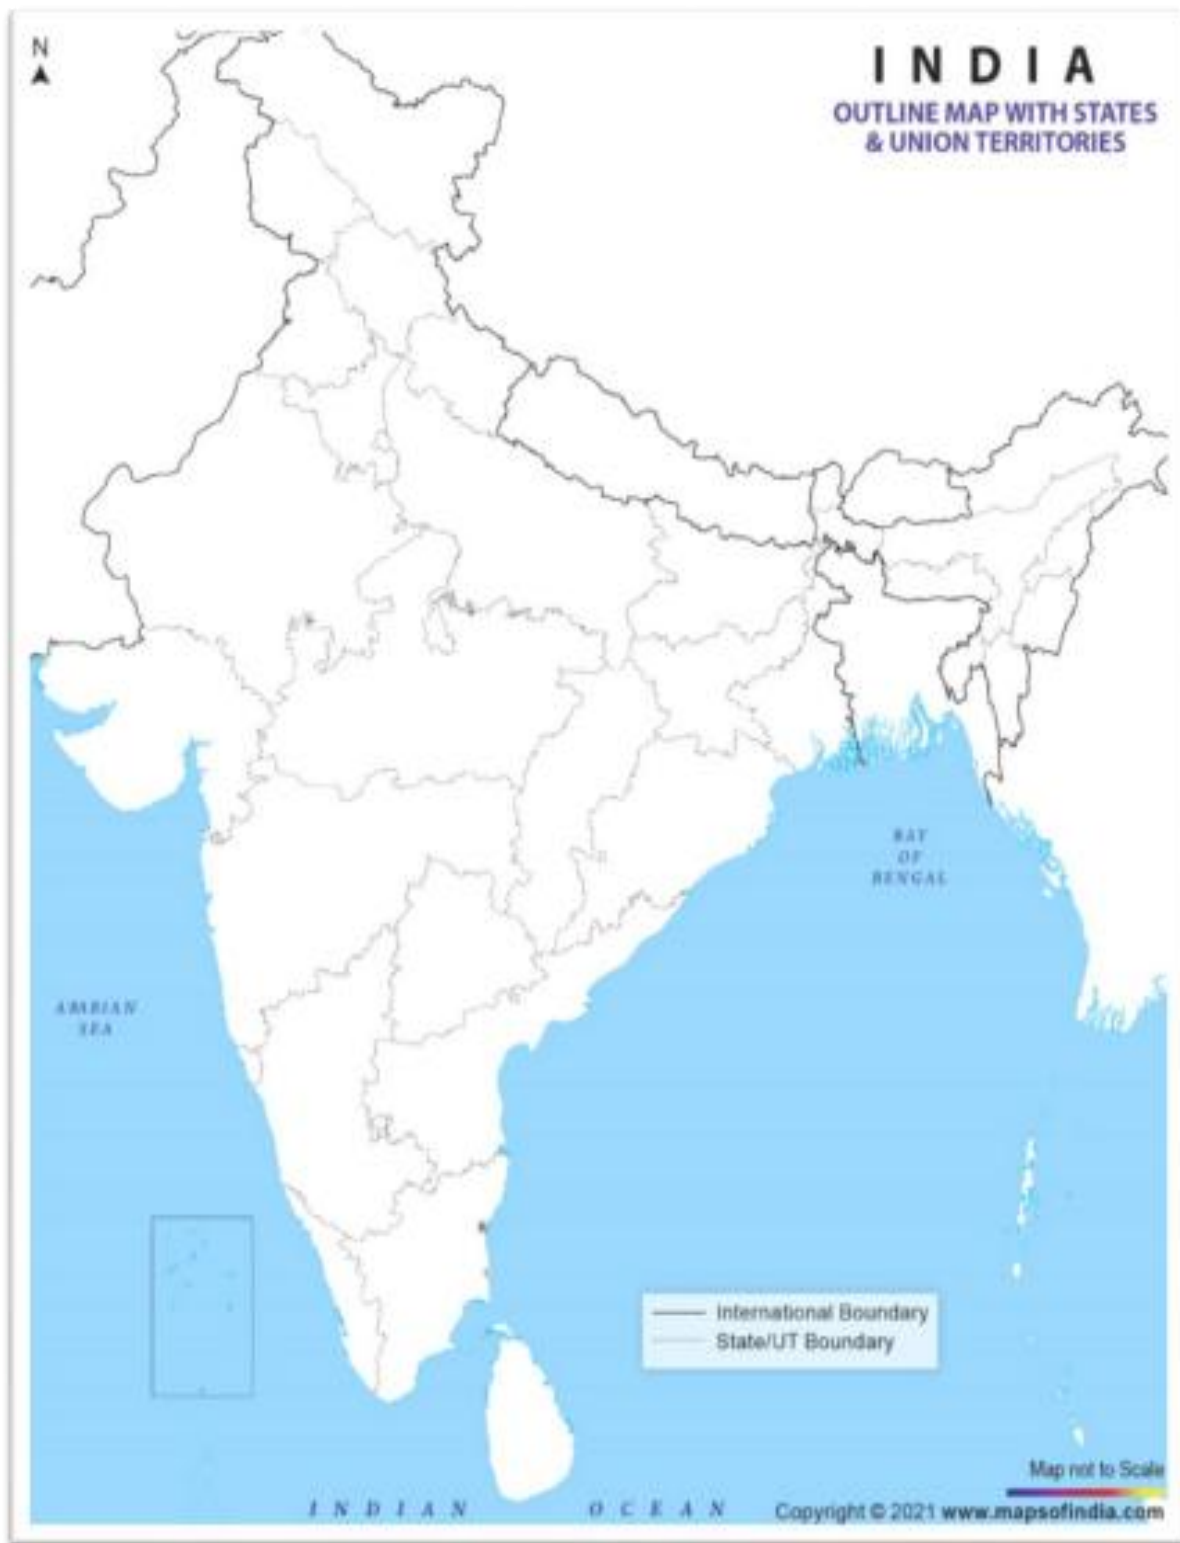 N
INDIA
OUTLINE MAP WITH STATES
& UNION TERRITORIES
BAY
OF
BENGAL
ARABIAN
SEA
International Boundary
State/UT Boundary
Map not to Scale
INDIAN OCEAN
Copyright © 2021 www.mapsofindia.com